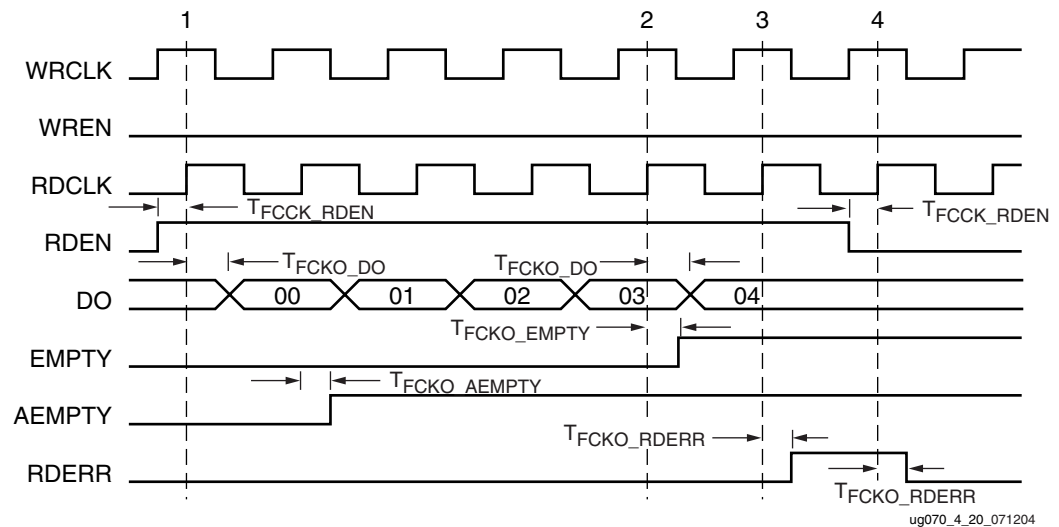 1 2 3 4
WRCLK
WREN
RDCLK
TFCCK_RDEN TFCCK_RDEN
RDEN
TFCKO_DO TFCKO_DO
DO 00 01 02 03 04
TFCKO_EMPTY
EMPTY
TFCKO_AEMPTY
AEMPTY
TFCKO_RDERR
RDERR
TFCKO_RDERR
ug070_4_20_071204